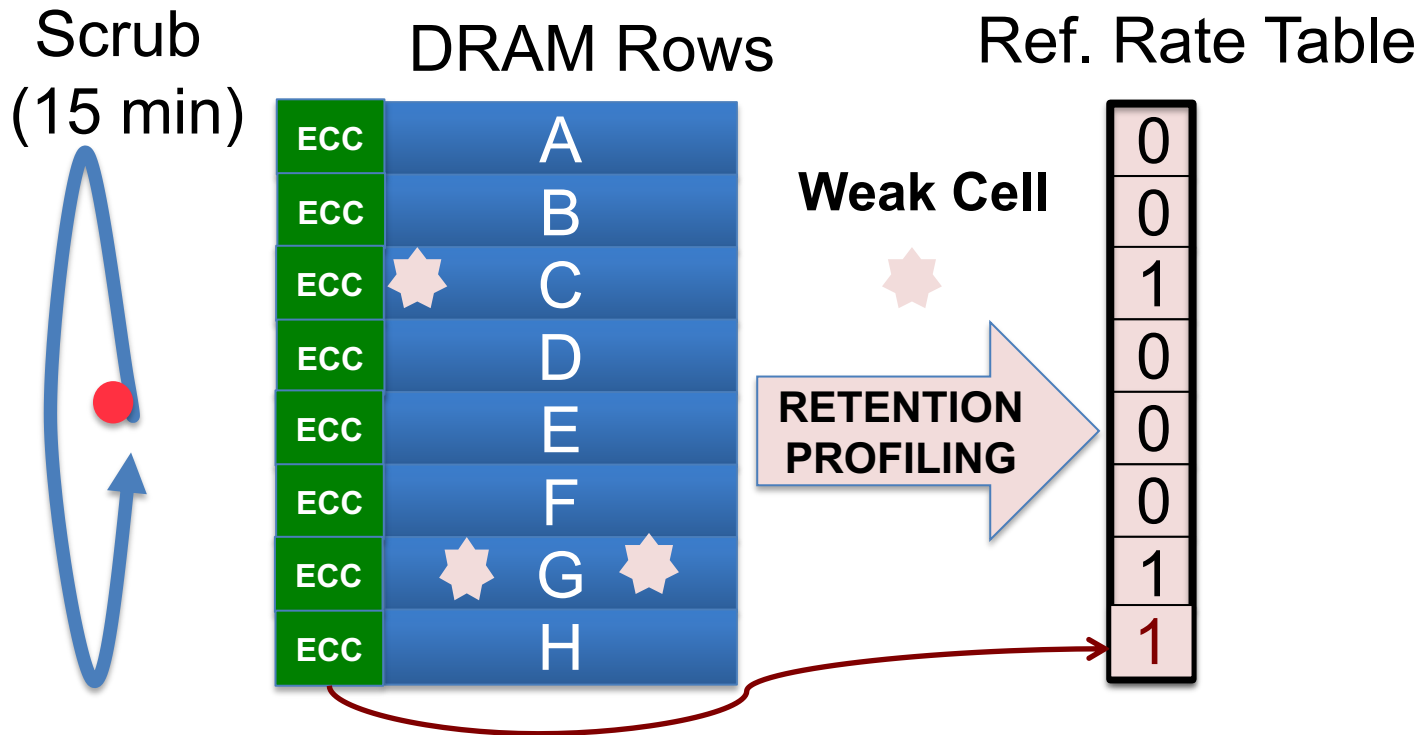 Scrub
(15 min)
DRAM Rows
Ref. Rate Table
ECC A
ECC B
ECC C
ECC D
ECC E
ECC F
ECC G
ECC H
Weak Cell
RETENTION
PROFILING
0
0
1
0
0
0
1
1